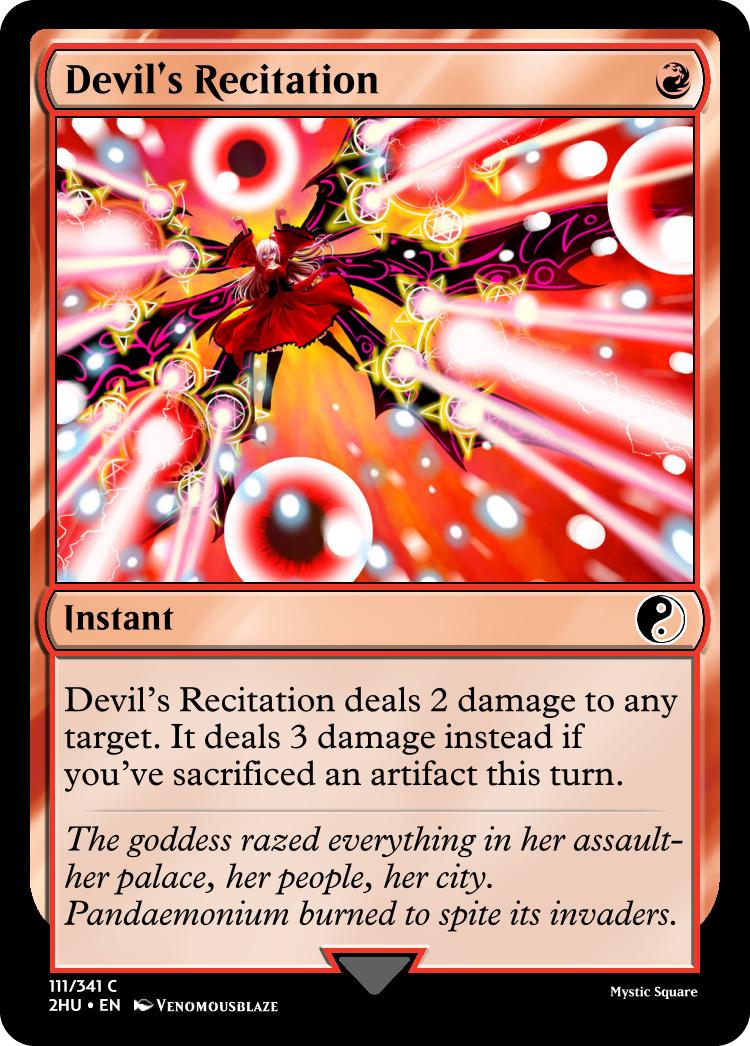 Devil's Recitation
Instant
Devil's Recitation deals 2 damage to any
target. It deals 3 damage instead if
you've sacrificed an artifact this turn.
The goddess razed everything in her assault-
her palace, her people, her city.
Pandaemonium burned to spite its invaders.
111/341 C
2HU • EN VENOMOUSBLAZE
Mystic Square